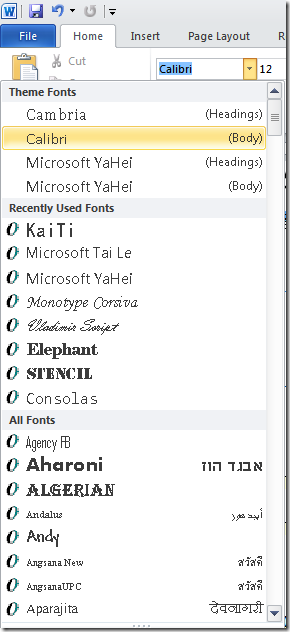 W
File Home Insert Page Layout R
Cut
Calibri 12
Theme Fonts
Cambria (Headings)
Calibri (Body)
Microsoft YaHei (Headings)
Microsoft YaHei (Body)
Recently Used Fonts
KaiTi
Microsoft Tai Le
Microsoft YaHei
Monotype Corsiva
Vladimir Script
Elephant
STENCIL
Consolas
All Fonts
Agency FB
Aharoni אבגד הוז
ALGERIAN
Andalus أبجد هوز
Andy
Angsana New สวัสดี
AngsanaUPC สวัสดี
Aparajita देवनागरी